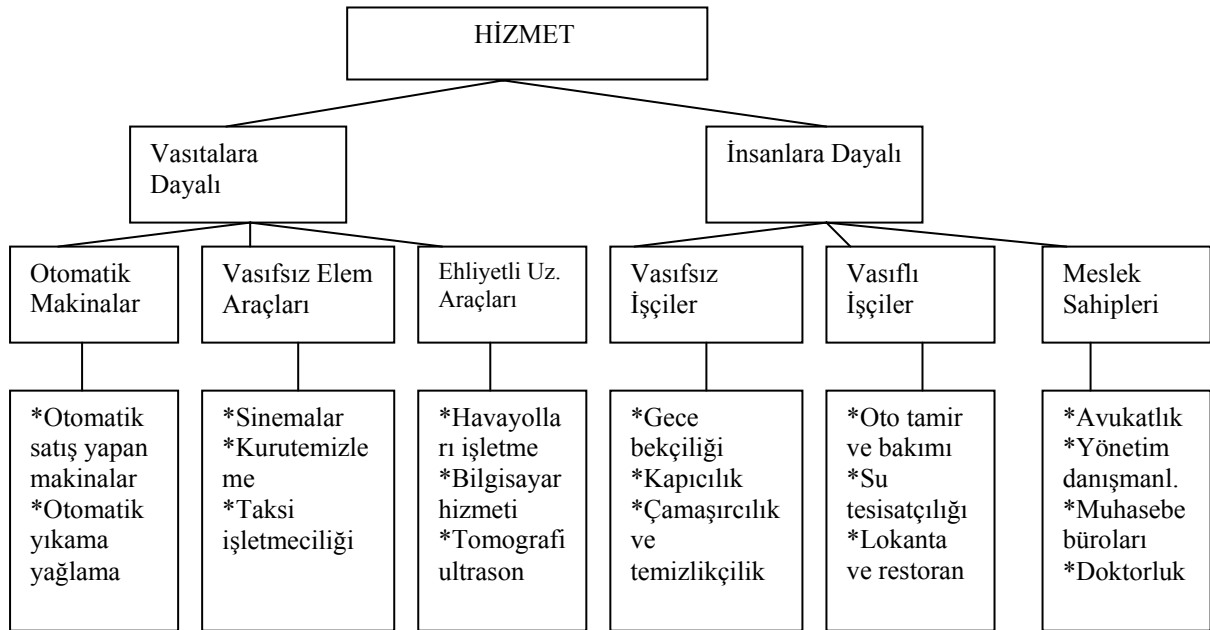 HİZMET
Vasıtalara
Dayalı
İnsanlara Dayalı
Otomatik
Makinalar
Vasıfsız Elem
Araçları
Ehliyetli Uz.
Araçları
Vasıfsız
İşçiler
Vasıflı
İşçiler
Meslek
Sahipleri
*Otomatik
satış yapan
makinalar
*Otomatik
yıkama
yağlama
*Sinemalar
*Kurutemizle
me
*Taksi
işletmeciliği
*Havayolla
rı işletme
*Bilgisayar
hizmeti
*Tomografi
ultrason
*Gece
bekçiliği
*Kapıcılık
*Çamaşırcılık
ve
temizlikçilik
*Oto tamir
ve bakımı
*Su
tesisatçılığı
*Lokanta
ve restoran
*Avukatlık
*Yönetim
danışmanl.
*Muhasebe
büroları
*Doktorluk